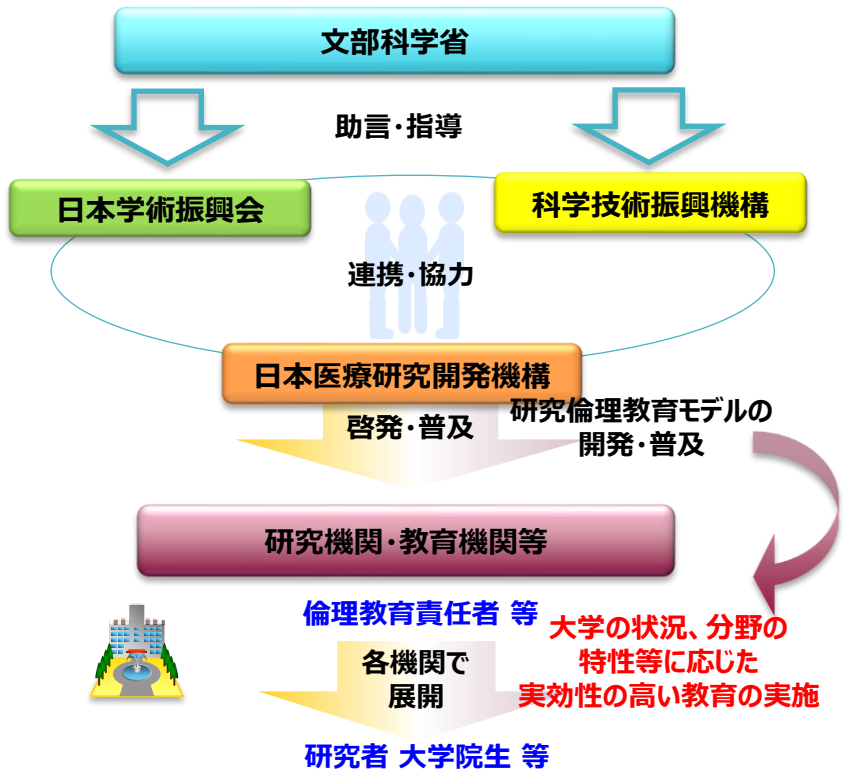 文部科学省
助言・指導
日本学術振興会
科学技術振興機構
連携・協力
日本医療研究開発機構
啓発・普及
研究倫理教育モデルの
開発・普及
研究機関・教育機関等
倫理教育責任者 等
大学の状況、分野の
特性等に応じた
実効性の高い教育の実施
各機関で
展開
研究者 大学院生 等